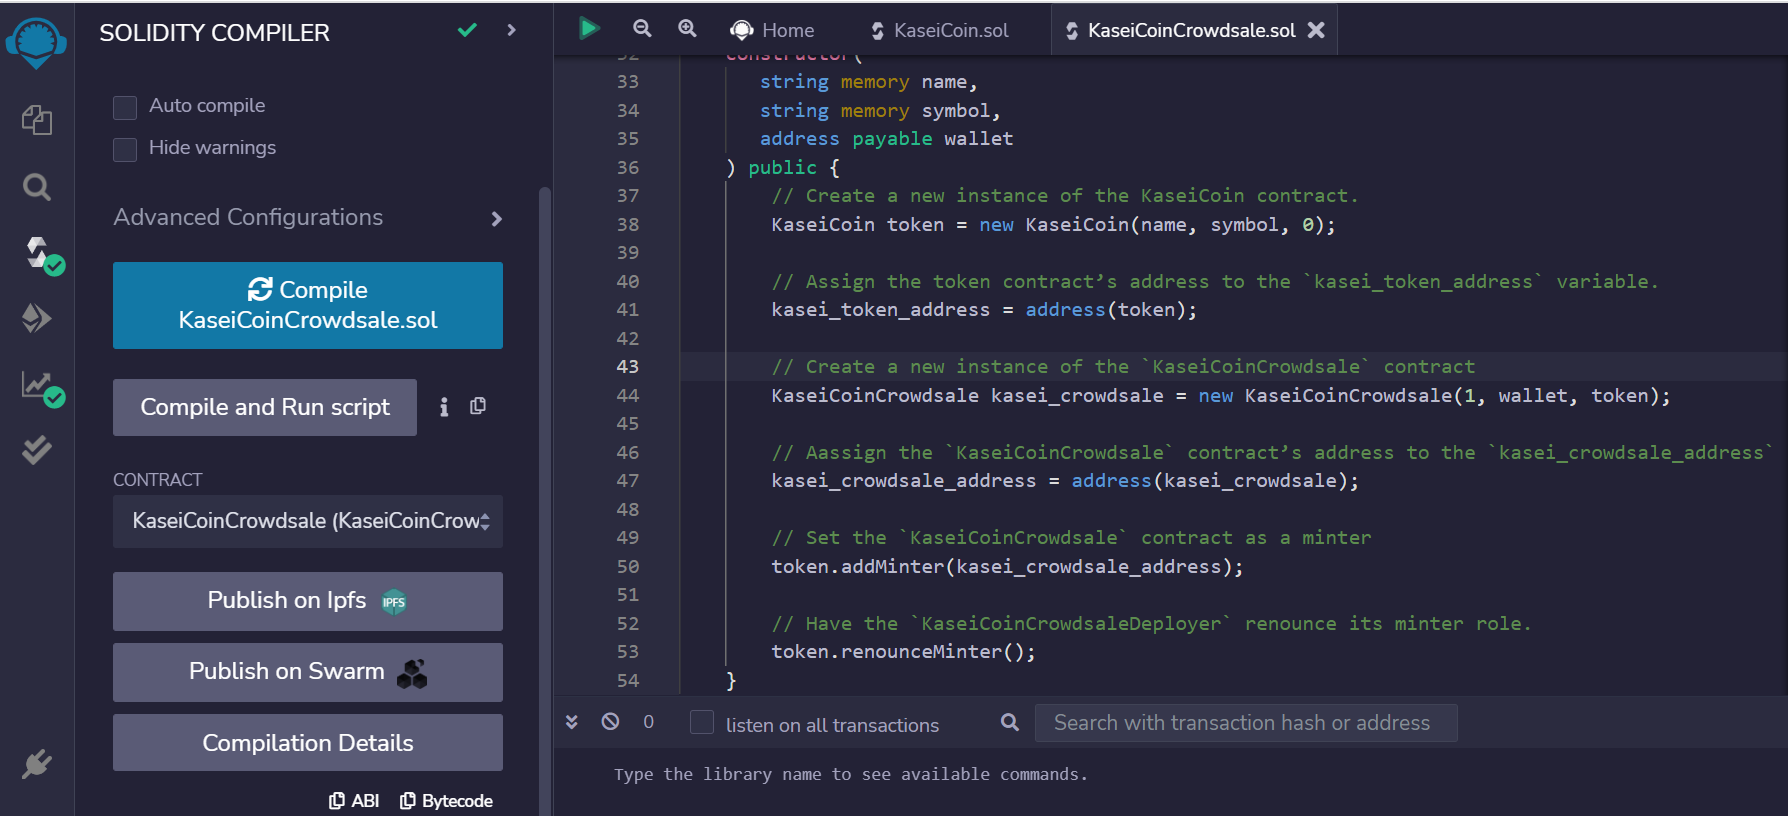 SOLIDITY COMPILER
Auto compile
Hide warnings
Advanced Configurations
Compile
KaseiCoinCrowdsale.sol
Compile and Run script
CONTRACT
KaseiCoinCrowdsale (KaseiCoinCrow
Publish on Ipfs IPFS
Publish on Swarm
Compilation Details
ABI Bytecode
Home KaseiCoin.sol KaseiCoinCrowdsale.sol
32 constructor(
33 string memory name,
34 string memory symbol,
35 address payable wallet
36 ) public {
37 // Create a new instance of the KaseiCoin contract.
38 KaseiCoin token = new KaseiCoin(name, symbol, 0);
39
40 // Assign the token contract’s address to the `kasei_token_address` variable.
41 kasei_token_address = address(token);
42
43 // Create a new instance of the `KaseiCoinCrowdsale` contract
44 KaseiCoinCrowdsale kasei_crowdsale = new KaseiCoinCrowdsale(1, wallet, token);
45
46 // Aassign the `KaseiCoinCrowdsale` contract’s address to the `kasei_crowdsale_address`
47 kasei_crowdsale_address = address(kasei_crowdsale);
48
49 // Set the `KaseiCoinCrowdsale` contract as a minter
50 token.addMinter(kasei_crowdsale_address);
51
52 // Have the `KaseiCoinCrowdsaleDeployer` renounce its minter role.
53 token.renounceMinter();
54 }
0 listen on all transactions Search with transaction hash or address
Type the library name to see available commands.